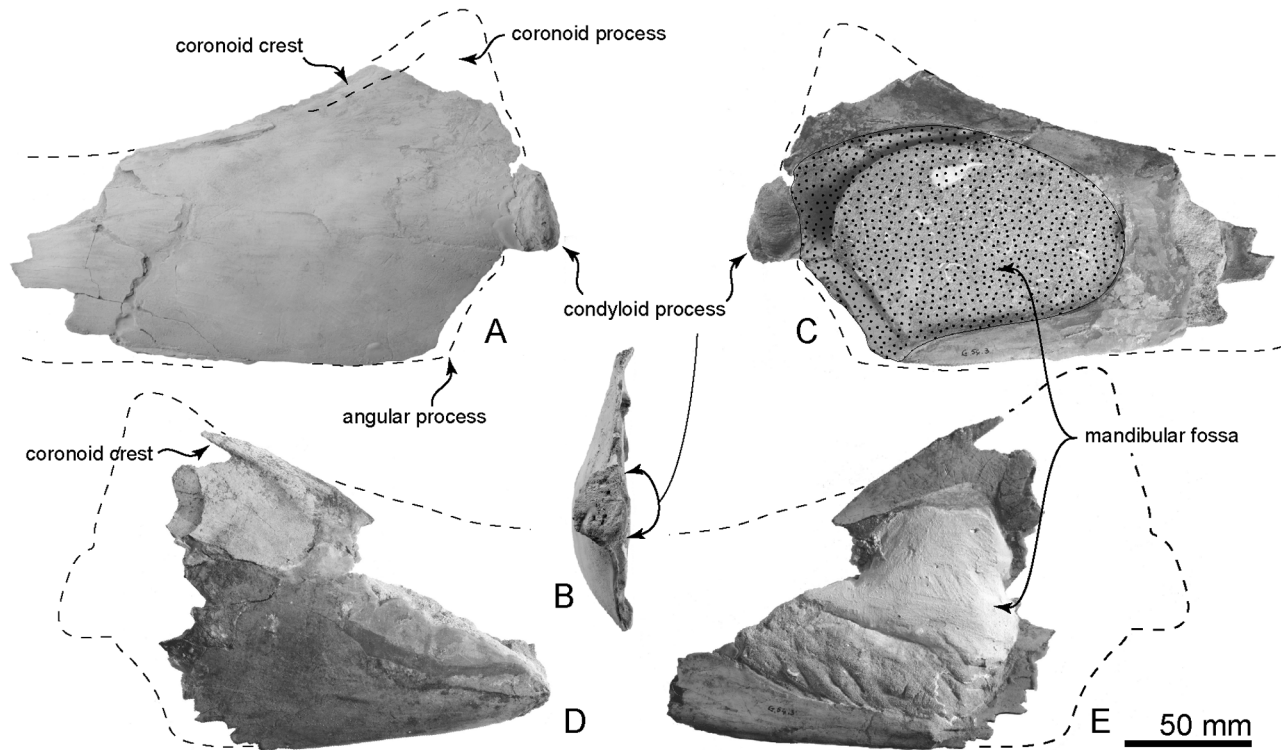 coronoid process
coronoid crest
A
condyloid process
C
angular process
coronoid crest
mandibular fossa
B
D
E
50 mm